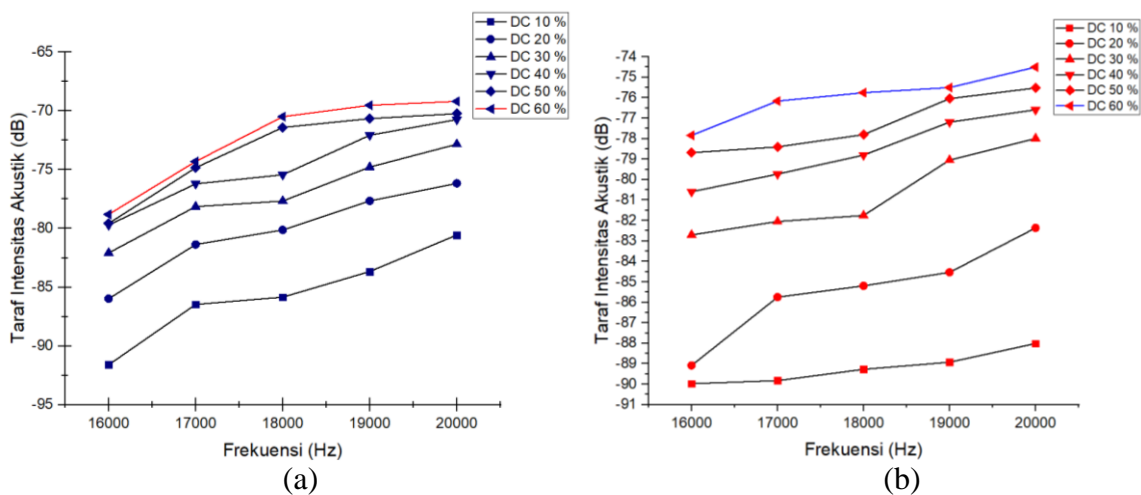 DC 10 %
DC 20 %
DC 30 %
DC 40 %
DC 50 %
DC 60 %
-65
-70
-75
-80
-85
-90
-95
Taraf Intensitas Akustik (dB)
16000 17000 18000 19000 20000
Frekuensi (Hz)
(a)
DC 10 %
DC 20 %
DC 30 %
DC 40 %
DC 50 %
DC 60 %
-74
-75
-76
-77
-78
-79
-80
-81
-82
-83
-84
-85
-86
-87
-88
-89
-90
-91
Taraf Intensitas Akustik (dB)
16000 17000 18000 19000 20000
Frekuensi (Hz)
(b)